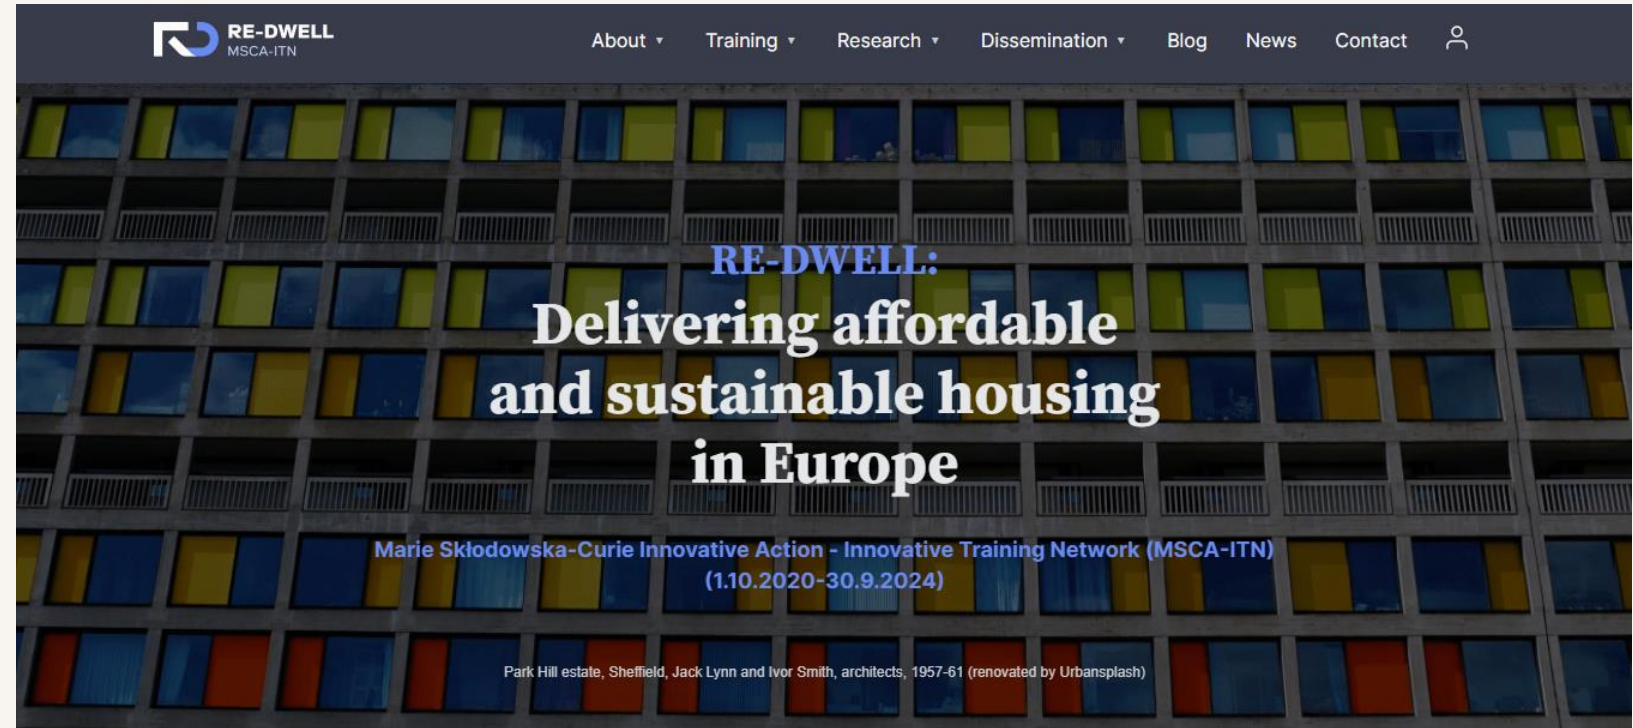 RE-DWELL
MSCA-ITN
About
Training
Research
Dissemination
Blog
News
Contact
RE-DWELL:
Delivering affordable
and sustainable housing
in Europe
Marie Skłodowska-Curie Innovative Action - Innovative Training Network (MSCA-ITN)
(1.10.2020-30.9.2024)
Park Hill estate, Sheffield, Jack Lynn and Ivor Smith, architects, 1957-61 (renovated by Urbansplash)